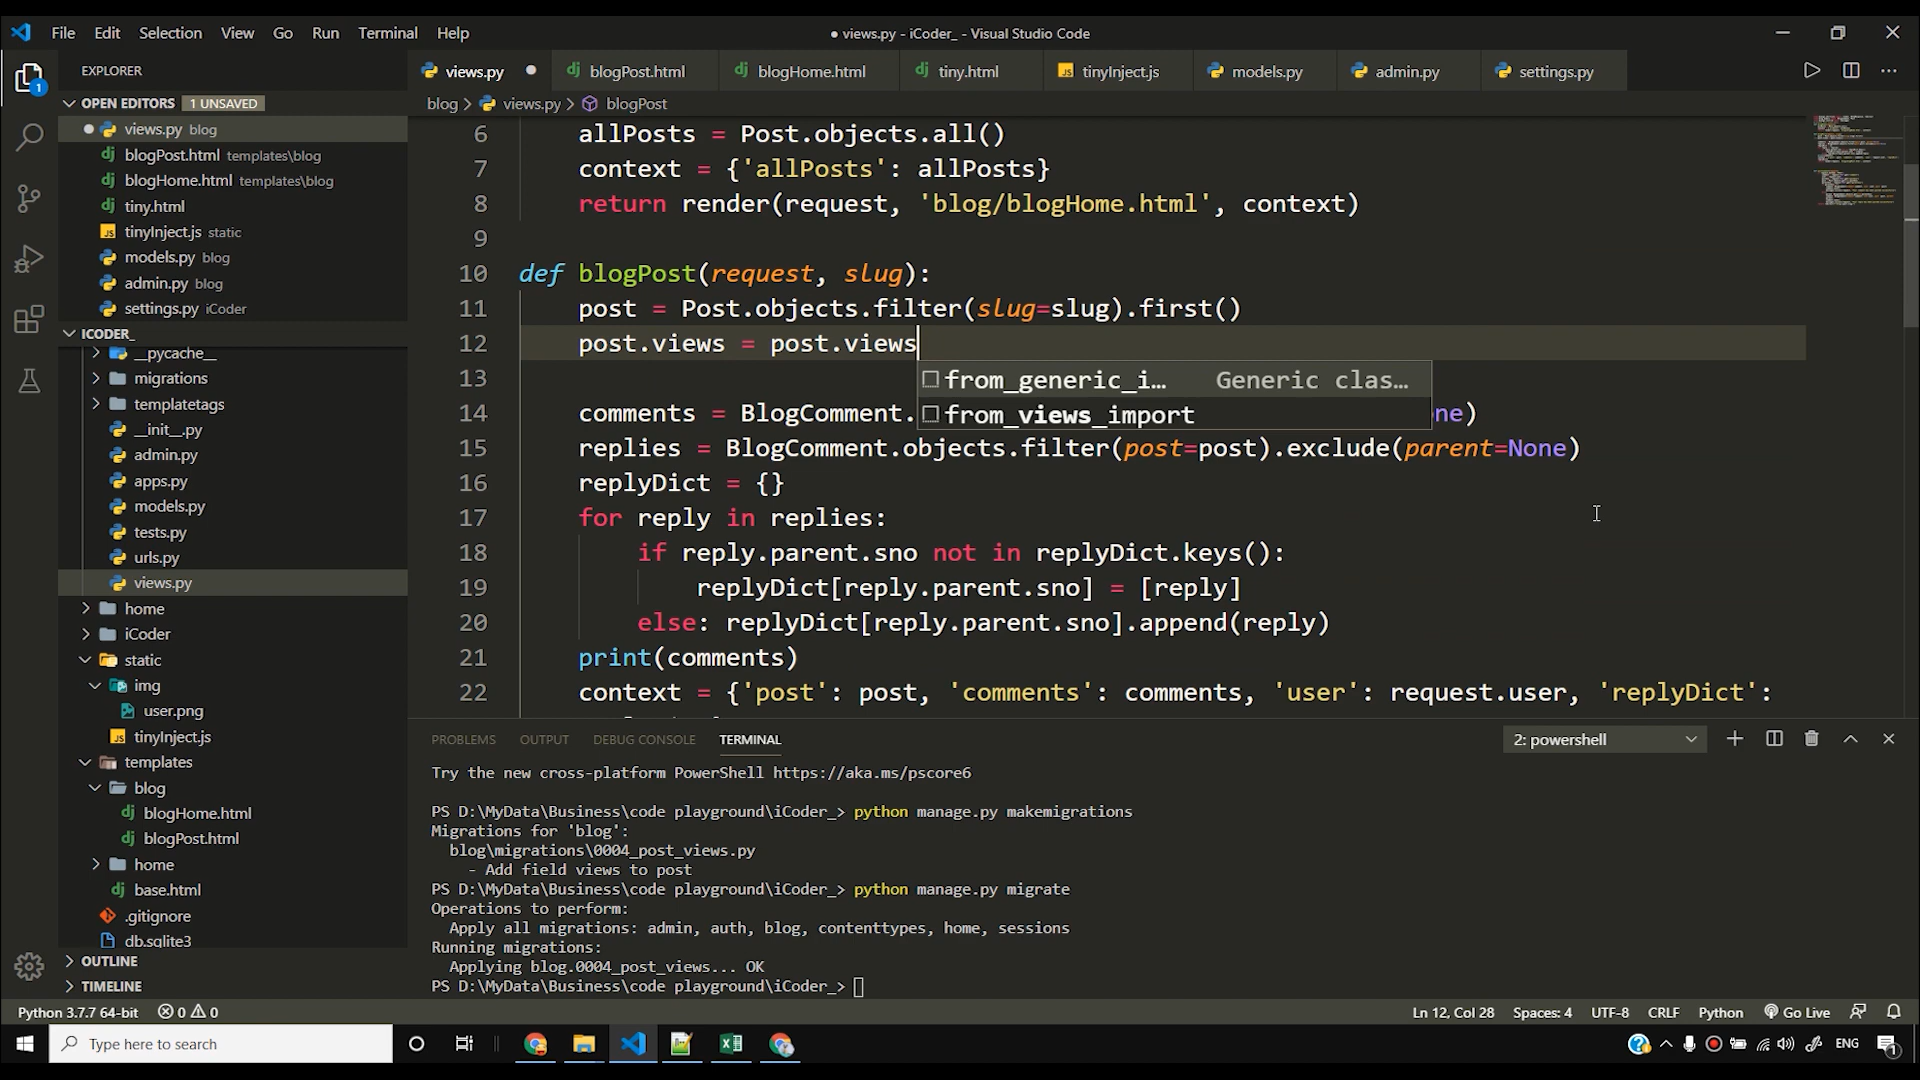 File Edit Selection View Go Run Terminal Help
● views.py - iCoder_ - Visual Studio Code
EXPLORER
views.py
blogPost.html
blogHome.html
tiny.html
tinyInject.js
models.py
admin.py
settings.py
1
OPEN EDITORS 1 UNSAVED
views.py blog
blogPost.html templates\blog
blogHome.html templates\blog
tiny.html
tinyInject.js static
models.py blog
admin.py blog
settings.py iCoder
ICODER_
__pycache__
migrations
templatetags
__init__.py
admin.py
apps.py
models.py
tests.py
urls.py
views.py
home
iCoder
static
img
user.png
tinyInject.js
templates
blog
blogHome.html
blogPost.html
home
base.html
.gitignore
db.sqlite3
OUTLINE
TIMELINE
blog > views.py > blogPost
6 allPosts = Post.objects.all()
7 context = {'allPosts': allPosts}
8 return render(request, 'blog/blogHome.html', context)
9
10 def blogPost(request, slug):
11 post = Post.objects.filter(slug=slug).first()
12 post.views = post.views
13
from_generic_i… Generic clas…
14 comments = BlogComment. ne)
from_views_import
15 replies = BlogComment.objects.filter(post=post).exclude(parent=None)
16 replyDict = {}
17 for reply in replies:
18 if reply.parent.sno not in replyDict.keys():
19 replyDict[reply.parent.sno] = [reply]
20 else: replyDict[reply.parent.sno].append(reply)
21 print(comments)
22 context = {'post': post, 'comments': comments, 'user': request.user, 'replyDict':
PROBLEMS OUTPUT DEBUG CONSOLE TERMINAL
2: powershell
Try the new cross-platform PowerShell https://aka.ms/pscore6
PS D:\MyData\Business\code playground\iCoder_> python manage.py makemigrations
Migrations for 'blog':
blog\migrations\0004_post_views.py
- Add field views to post
PS D:\MyData\Business\code playground\iCoder_> python manage.py migrate
Operations to perform:
Apply all migrations: admin, auth, blog, contenttypes, home, sessions
Running migrations:
Applying blog.0004_post_views... OK
PS D:\MyData\Business\code playground\iCoder_>
Python 3.7.7 64-bit 0 0
Ln 12, Col 28 Spaces: 4 UTF-8 CRLF Python Go Live
Type here to search
ENG
1